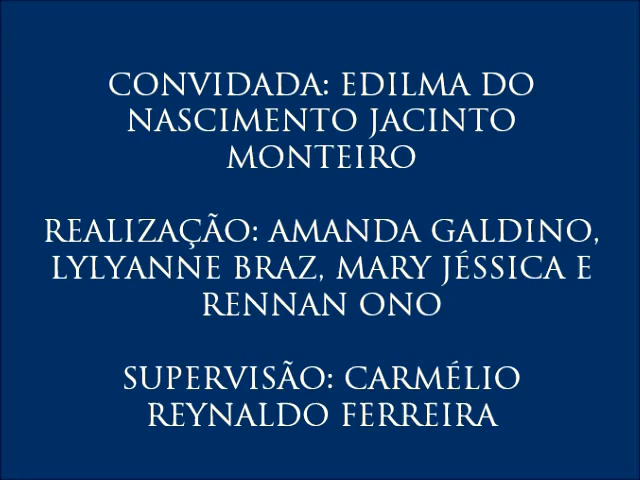 CONVIDADA: EDILMA DO
NASCIMENTO JACINTO
MONTEIRO
REALIZAÇÃO: AMANDA GALDINO,
LYLYANNE BRAZ, MARY JÉSSICA E
RENNAN ONO
SUPERVISÃO: CARMÉLIO
REYNALDO FERREIRA